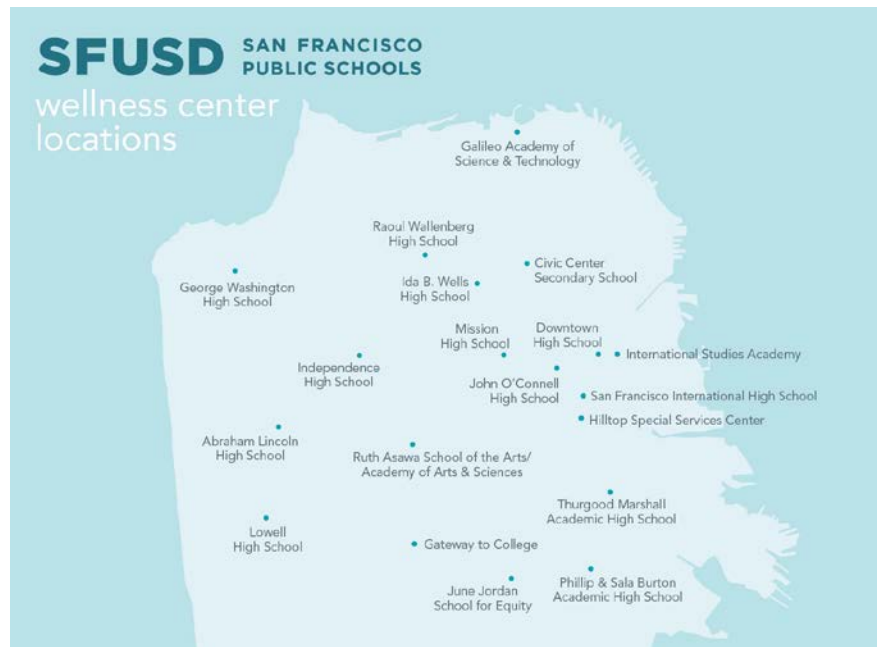 SFUSD SAN FRANCISCO
PUBLIC SCHOOLS
wellness center
locations
Galileo Academy of
Science & Technology
Raoul Wallenberg
High School
Civic Center
Secondary School
George Washington
High School
Ida B. Wells
High School
Mission
High School
Downtown
High School
International Studies Academy
Independence
High School
John O'Connell
High School
San Francisco International High School
Hilltop Special Services Center
Abraham Lincoln
High School
Ruth Asawa School of the Arts/
Academy of Arts & Sciences
Thurgood Marshall
Academic High School
Lowell
High School
Gateway to College
June Jordan
School for Equity
Phillip & Sala Burton
Academic High School